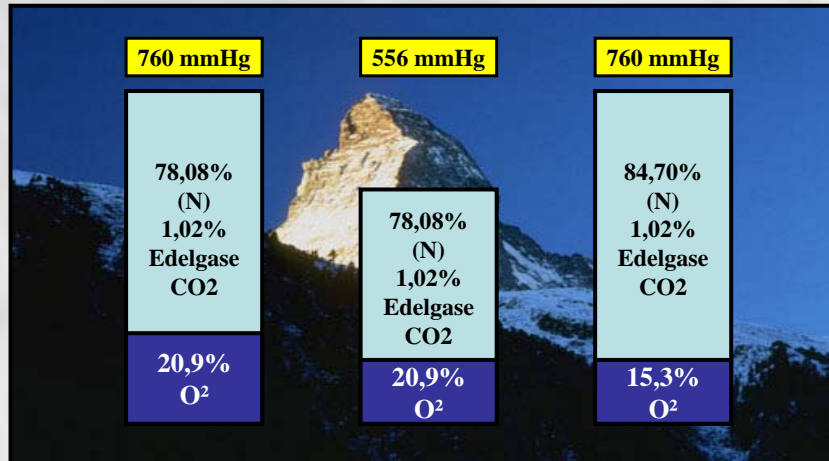 760 mmHg
78,08%
(N)
1,02%
Edelgase
CO2
20,9%
O²
556 mmHg
78,08%
(N)
1,02%
Edelgase
CO2
20,9%
O²
760 mmHg
84,70%
(N)
1,02%
Edelgase
CO2
15,3%
O²